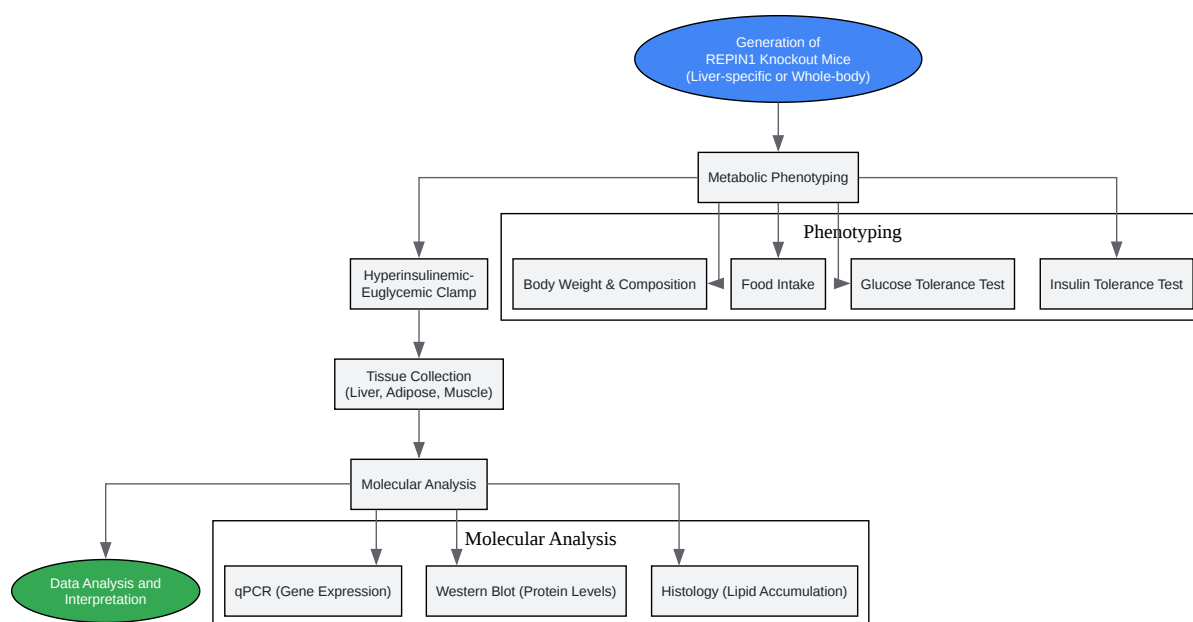 Generation of
REPIN1 Knockout Mice
(Liver-specific or Whole-body)
Metabolic Phenotyping
Phenotyping
Hyperinsulinemic-
Euglycemic Clamp
Body Weight & Composition
Food Intake
Glucose Tolerance Test
Insulin Tolerance Test
Tissue Collection
(Liver, Adipose, Muscle)
Molecular Analysis
Molecular Analysis
Data Analysis and
Interpretation
qPCR (Gene Expression)
Western Blot (Protein Levels)
Histology (Lipid Accumulation)